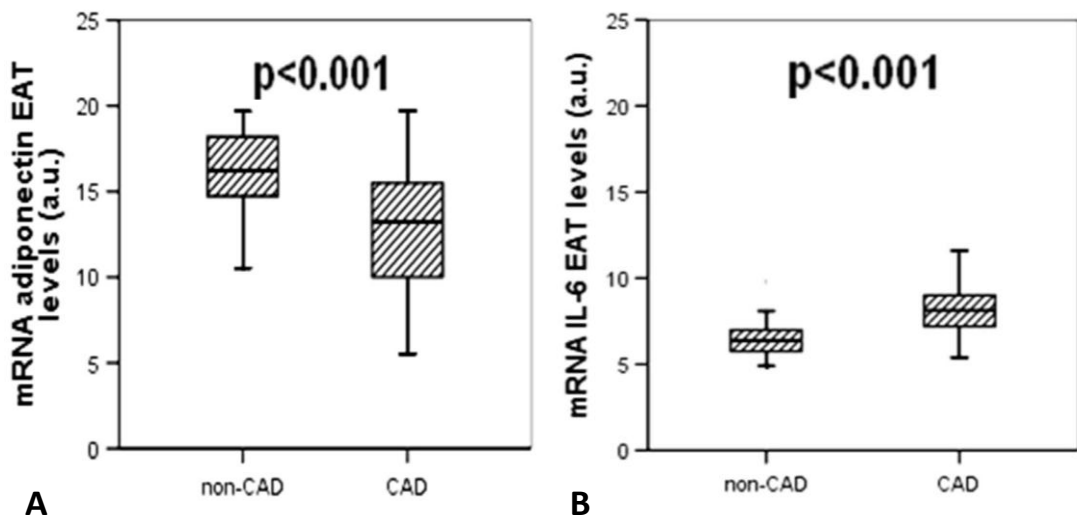 mRNA adiponectin EAT
levels (a.u.)
25
20
15
10
5
0
p<0.001
non-CAD CAD
A
mRNA IL-6 EAT levels (a.u.)
25
20
15
10
5
0
p<0.001
non-CAD CAD
B